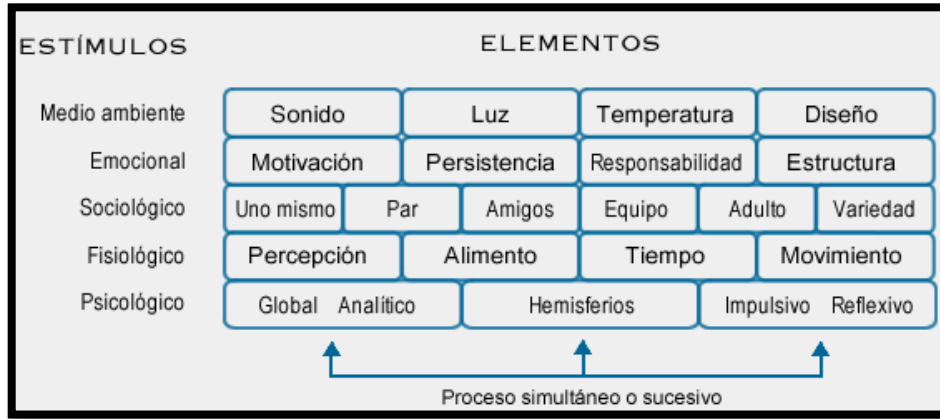 ESTÍMULOS ELEMENTOS
Medio ambiente Sonido Luz Temperatura Diseño
Emocional Motivación Persistencia Responsabilidad Estructura
Sociológico Uno mismo Par Amigos Equipo Adulto Variedad
Fisiológico Percepción Alimento Tiempo Movimiento
Psicológico Global Analítico Hemisferios Impulsivo Reflexivo
Proceso simultáneo o sucesivo